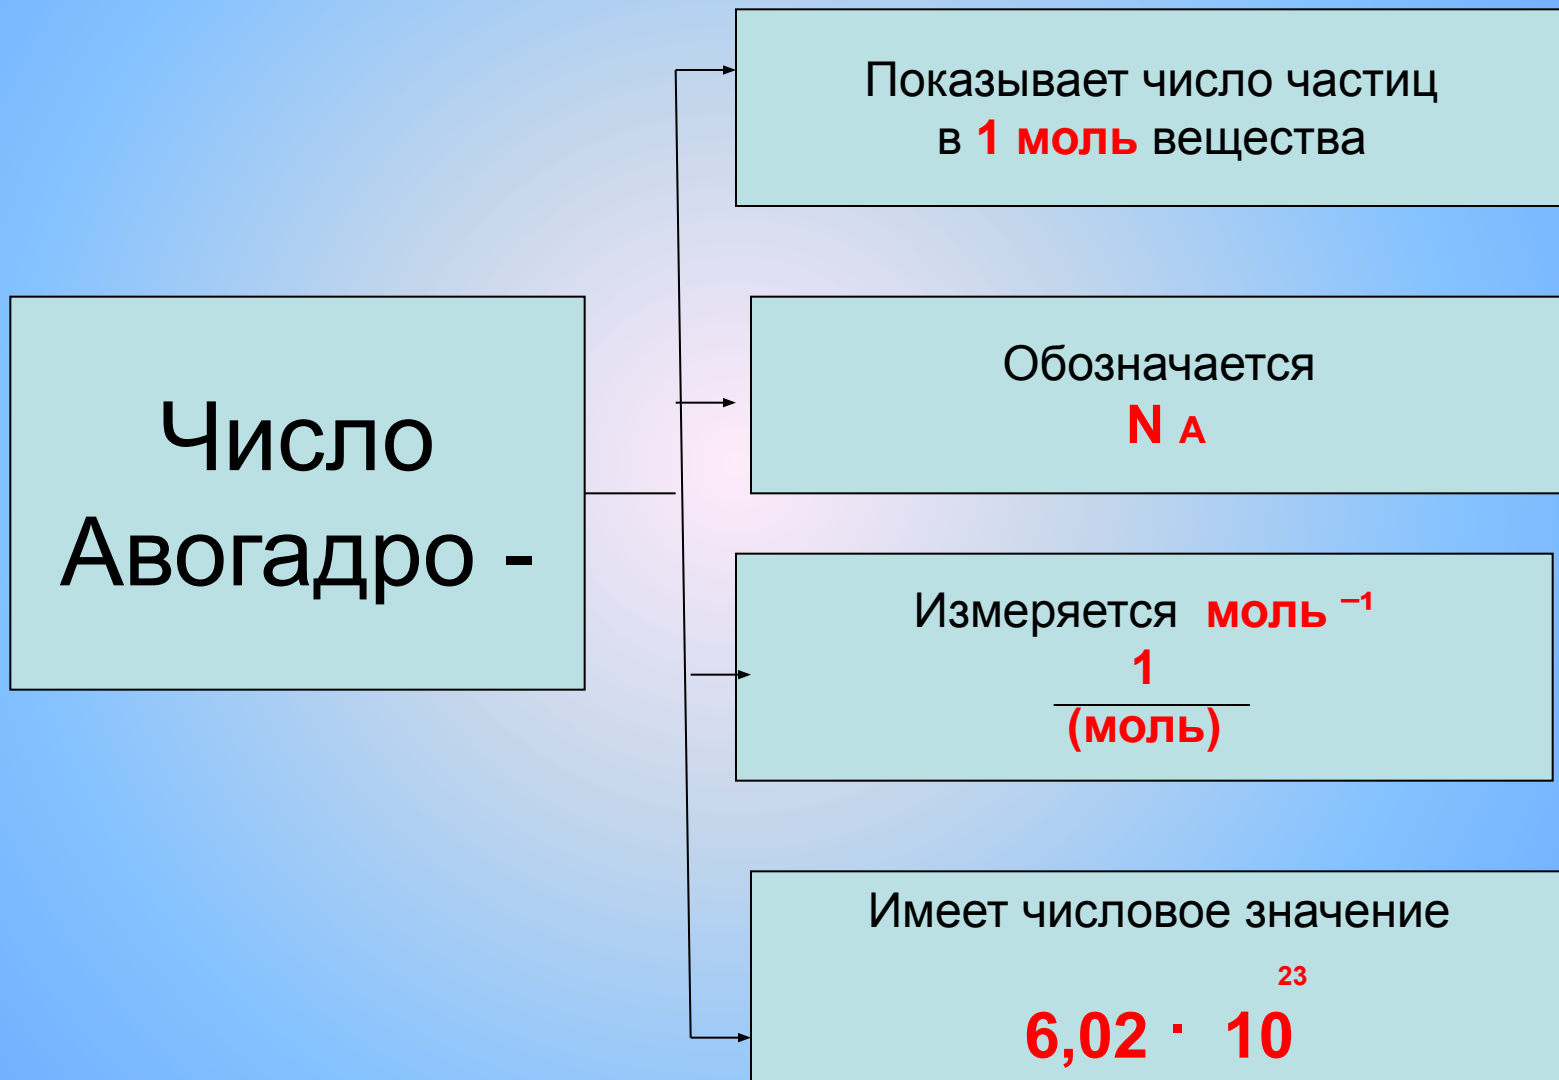 Число
Авогадро -
Показывает число частиц
в 1 моль вещества
Обозначается
N А
Измеряется моль ⁻¹
1
(моль)
Имеет числовое значение
23
6,02 · 10